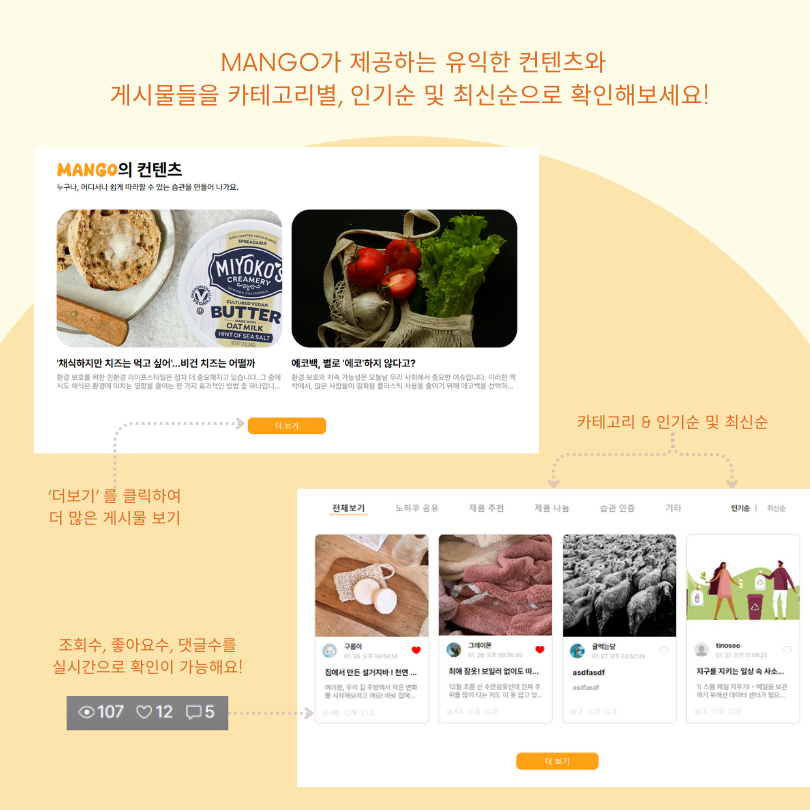 MANGO가 제공하는 유익한 컨텐츠와
게시물들을 카테고리별, 인기순 및 최신순으로 확인해보세요!
MANGO의 컨텐츠
누구나, 어디서나 쉽게 따라할 수 있는 습관을 만들어 나가요.
SPREADABLE
MIYOKO'S
CREAMERY
CULTURED VEGAN
BUTTER
MADE WITH
OAT MILK
HINT OF SEA SALT
'채식하지만 치즈는 먹고 싶어'...비건 치즈는 어떨까
환경 보호를 위한 친환경 라이프스타일은 점차 더 중요해지고 있습니다. 그 중에
서도 채식은 환경에 미치는 영향을 줄이는 한 가지 효과적인 방법 중 하나입니...
에코백, 별로 '에코'하지 않다고?
환경 보호와 지속 가능성은 오늘날 우리 사회에서 중요한 이슈입니다. 이러한 맥
락에서, 많은 사람들이 일회용 플라스틱 사용을 줄이기 위해 에코백을 선택하...
더 보기
카테고리 & 인기순 및 최신순
'더보기' 를 클릭하여
더 많은 게시물 보기
전체보기 노하우 공유 제품 추천 제품 나눔 습관 인증 기타 인기순 | 최신순
구름이
01. 26. 오후 09:58:14
집에서 만든 설거지바 ! 천연 ...
여러분, 우리 집 주방에서 작은 변화
를 시작해보려고 해요! 바로 집에...
46 9 2
그레이몬
01. 26. 오후 09:56:40
최애 잠옷! 보일러 없이도 따...
12월 초쯤 산 수면잠옷인데 진짜 추
위를 많이 타는 저도 이 옷 입고 있...
53 9 0
귤먹는당
01. 26. 오후 03:52:45
asdfasdf
asdfasdf
2 0 2
tinosoo
01. 27. 오전 11:49:25
지구를 지키는 일상 속 사소...
1) 스팸 메일 지우기! - 메일을 보관
하기 위해선 데이터 센터가 필요...
3 0 0
조회수, 좋아요수, 댓글수를
실시간으로 확인이 가능해요!
107 12 5
더 보기